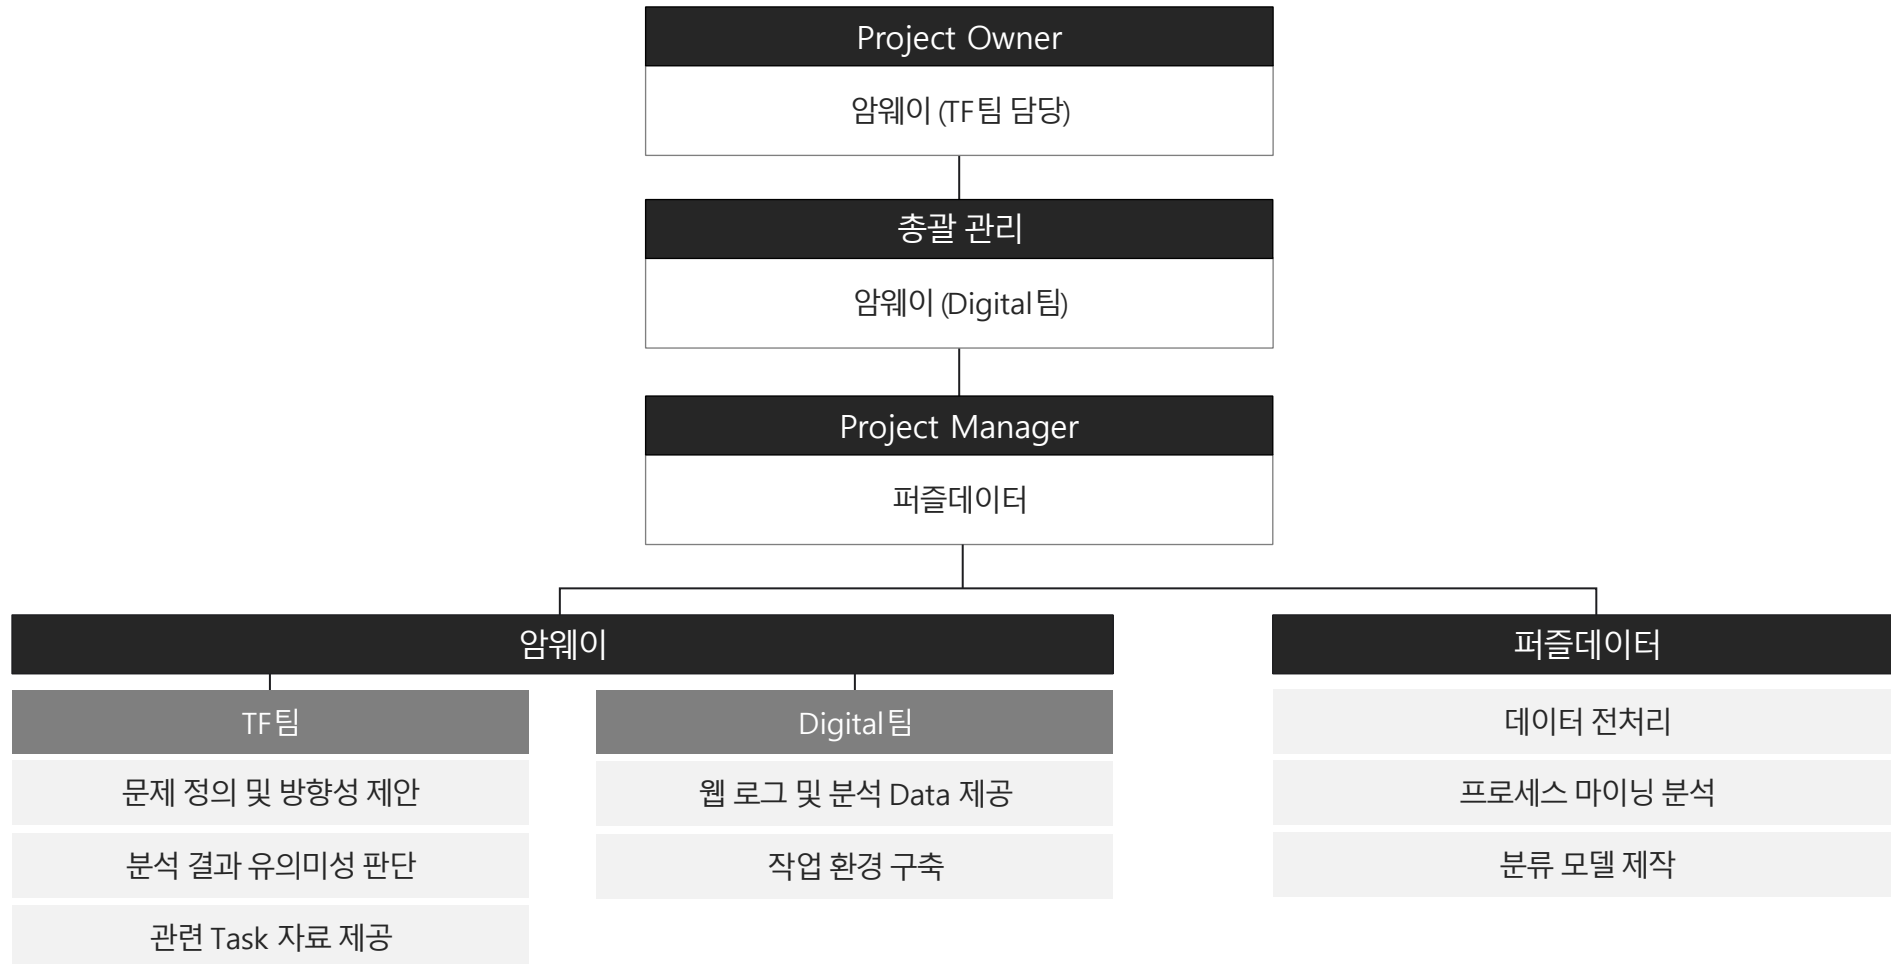 Project Owner
암웨이 (TF팀 담당)
총괄 관리
암웨이 (Digital팀)
Project Manager
퍼즐데이터
암웨이
TF팀
문제 정의 및 방향성 제안
분석 결과 유의미성 판단
관련 Task 자료 제공
Digital팀
웹 로그 및 분석 Data 제공
작업 환경 구축
퍼즐데이터
데이터 전처리
프로세스 마이닝 분석
분류 모델 제작